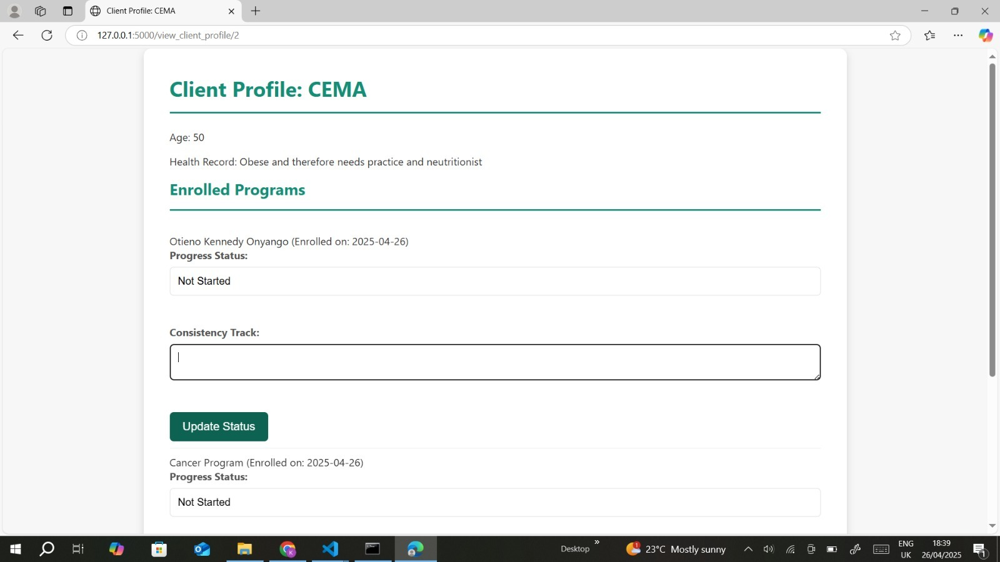 Client Profile: CEMA
127.0.0.1:5000/view_client_profile/2
Client Profile: CEMA
Age: 50
Health Record: Obese and therefore needs practice and neutritionist
Enrolled Programs
Otieno Kennedy Onyango (Enrolled on: 2025-04-26)
Progress Status:
Not Started
Consistency Track:
Update Status
Cancer Program (Enrolled on: 2025-04-26)
Progress Status:
Not Started
K
Desktop
»
1
23°C Mostly sunny
ENG
UK
18:39
26/04/2025
1